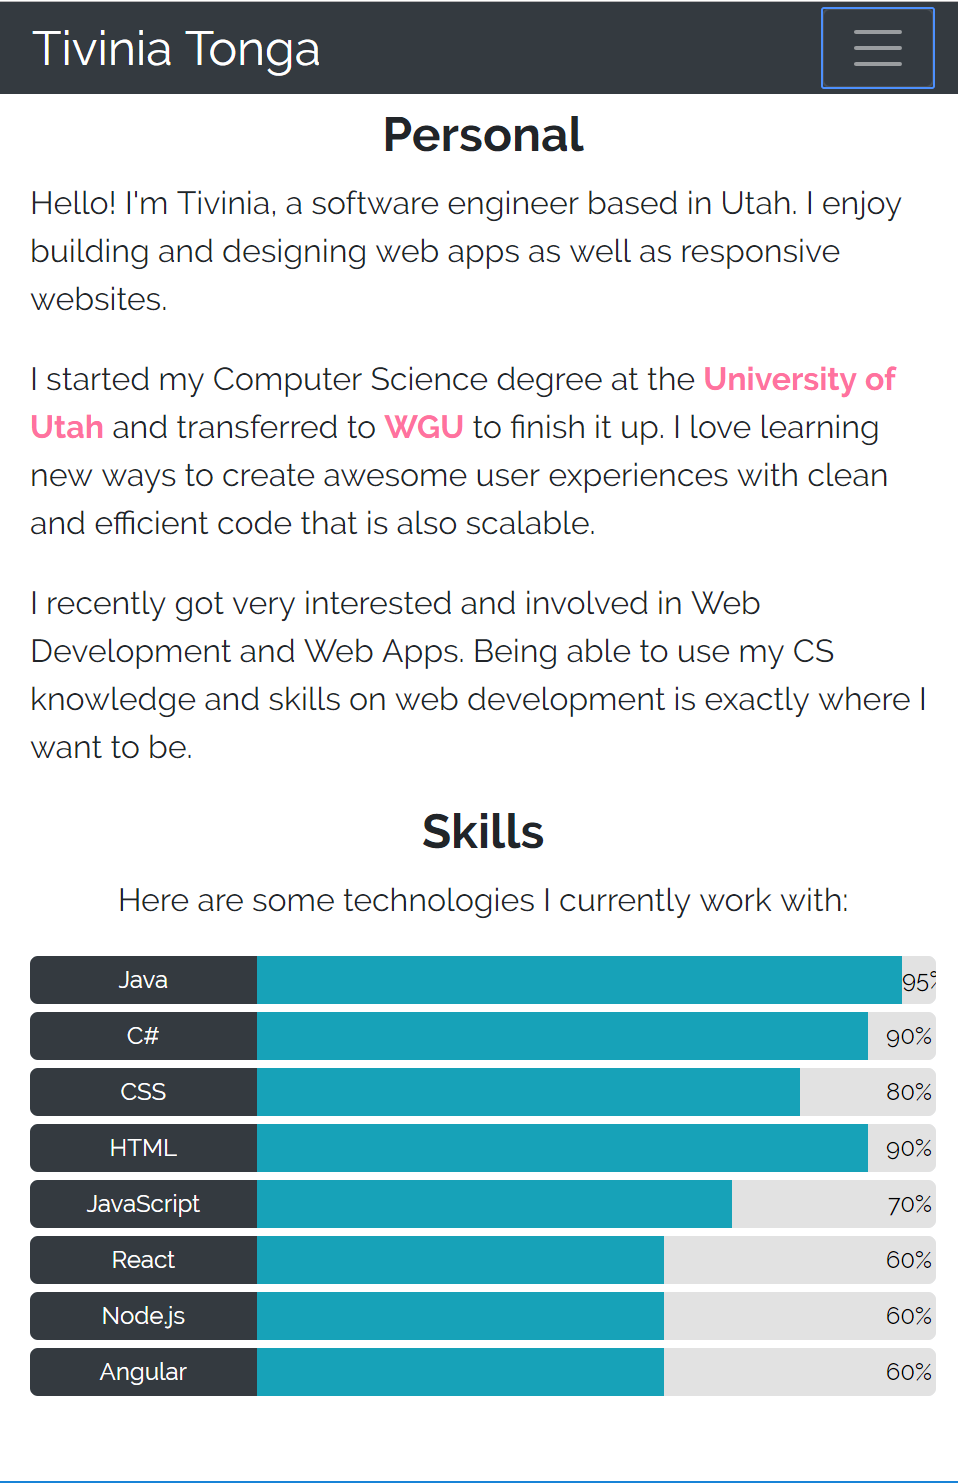 Tivinia Tonga
Personal
Hello! I'm Tivinia, a software engineer based in Utah. I enjoy
building and designing web apps as well as responsive
websites.
I started my Computer Science degree at the University of
Utah and transferred to WGU to finish it up. I love learning
new ways to create awesome user experiences with clean
and efficient code that is also scalable.
I recently got very interested and involved in Web
Development and Web Apps. Being able to use my CS
knowledge and skills on web development is exactly where I
want to be.
Skills
Here are some technologies I currently work with:
Java 95%
C# 90%
CSS 80%
HTML 90%
JavaScript 70%
React 60%
Node.js 60%
Angular 60%